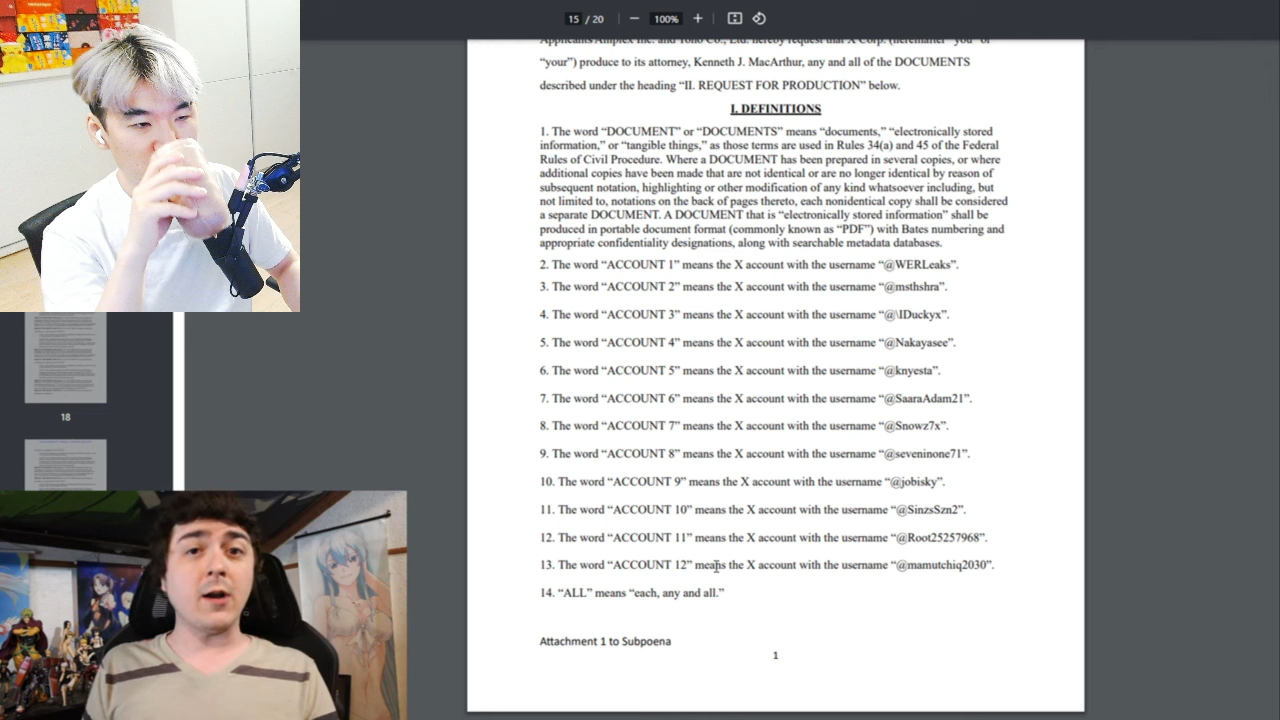 15 / 20
100%
Applicants Amplex Inc. and Toho Co., Ltd. hereby request that X Corp. (hereinafter "you" or
“your”) produce to its attorney, Kenneth J. MacArthur, any and all of the DOCUMENTS
described under the heading “II. REQUEST FOR PRODUCTION” below.
I. DEFINITIONS
1. The word “DOCUMENT” or “DOCUMENTS” means “documents,” “electronically stored
information,” or “tangible things,” as those terms are used in Rules 34(a) and 45 of the Federal
Rules of Civil Procedure. Where a DOCUMENT has been prepared in several copies, or where
additional copies have been made that are not identical or are no longer identical by reason of
subsequent notation, highlighting or other modification of any kind whatsoever including, but
not limited to, notations on the back of pages thereto, each nonidentical copy shall be considered
a separate DOCUMENT. A DOCUMENT that is “electronically stored information” shall be
produced in portable document format (commonly known as “PDF”) with Bates numbering and
appropriate confidentiality designations, along with searchable metadata databases.
2. The word “ACCOUNT 1” means the X account with the username “@WERLeaks”.
3. The word “ACCOUNT 2” means the X account with the username “@msthshra”.
4. The word “ACCOUNT 3” means the X account with the username “@\IDuckyx”.
5. The word “ACCOUNT 4” means the X account with the username “@Nakayasee”.
6. The word “ACCOUNT 5” means the X account with the username “@knyesta”.
7. The word “ACCOUNT 6” means the X account with the username “@SaaraAdam21”.
8. The word “ACCOUNT 7” means the X account with the username “@Snowz7x”.
9. The word “ACCOUNT 8” means the X account with the username “@seveninone71”.
10. The word “ACCOUNT 9” means the X account with the username “@jobisky”.
11. The word “ACCOUNT 10” means the X account with the username “@SinzsSzn2”.
12. The word “ACCOUNT 11” means the X account with the username “@Root25257968”.
13. The word “ACCOUNT 12” means the X account with the username “@mamutchiq2030”.
14. “ALL” means “each, any and all.”
Attachment 1 to Subpoena
1
18